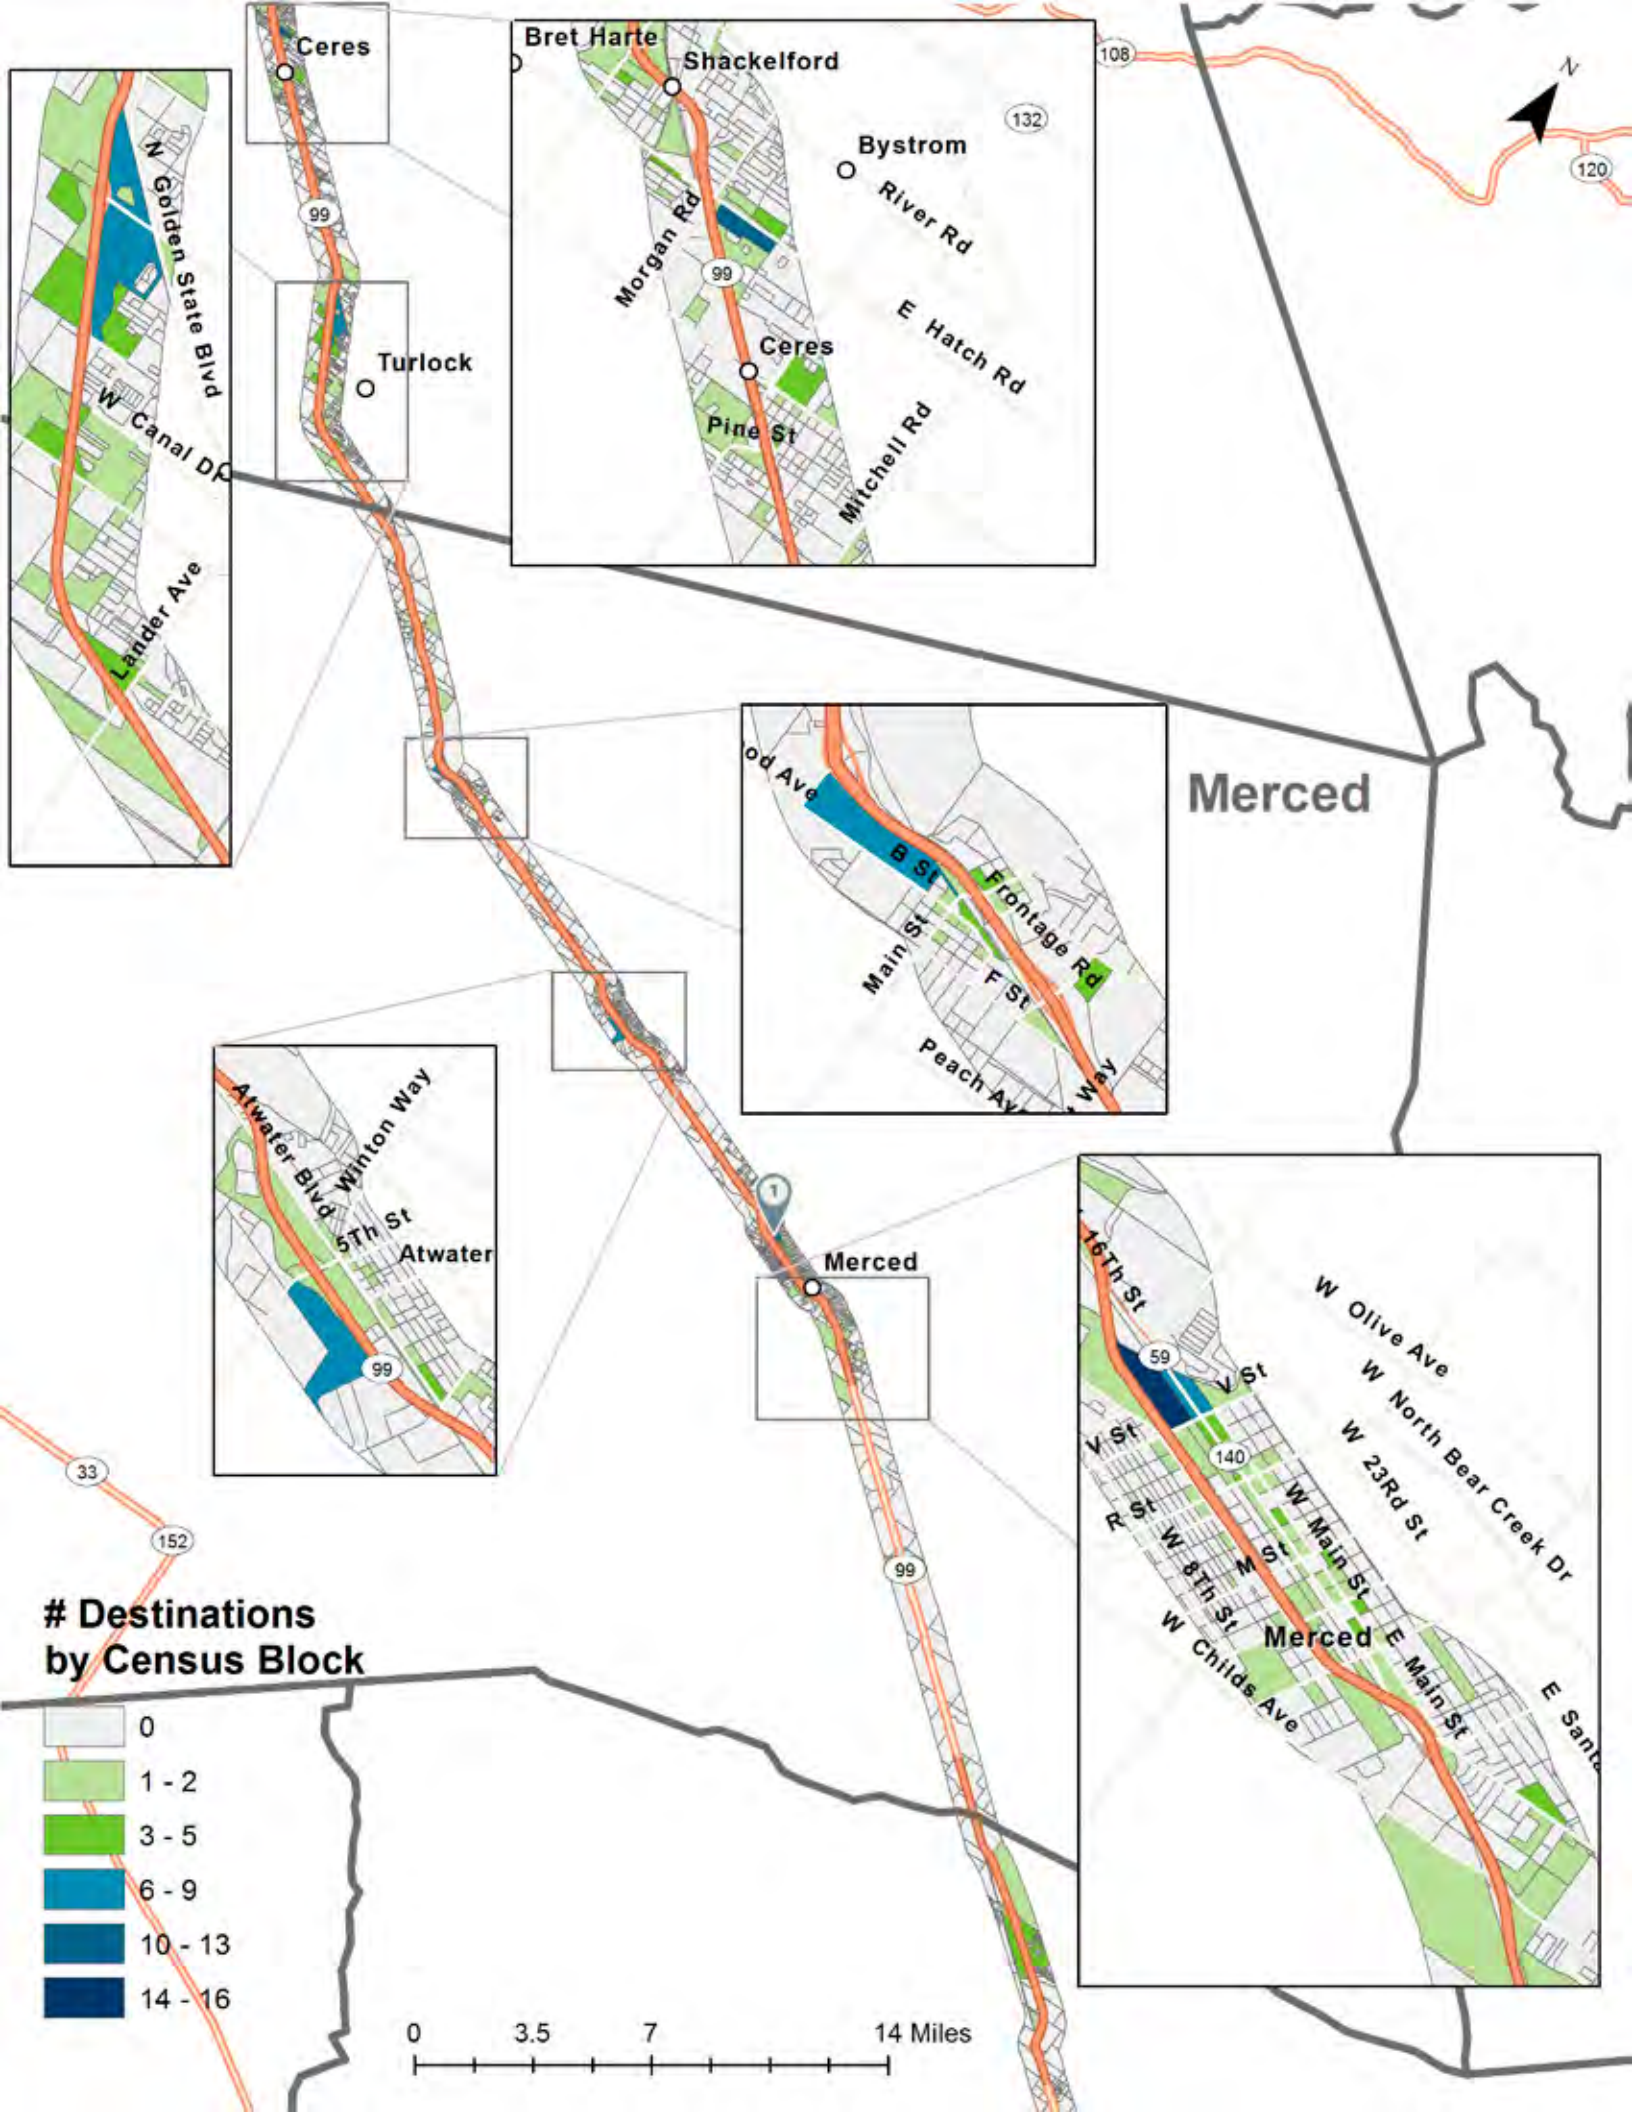 Ceres
99
Turlock
N Golden State Blvd
W Canal Dr
Lander Ave
Bret Harte
Shackelford
132
Bystrom
River Rd
Morgan Rd
99
E Hatch Rd
Ceres
Pine St
Mitchell Rd
108
N
120
Merced
B St
Frontage Rd
Main St
F St
Peach
Way
Atwater Blvd
Winton Way
5Th St
Atwater
99
1
Merced
16Th St
59
V St
W Olive Ave
W North Bear Creek Dr
W 23Rd St
V St
140
R St
W Main St
M St
W 8Th St
Merced
W Childs Ave
E Main St
E
99
33
152
# Destinations
by Census Block
0
1 - 2
3 - 5
6 - 9
10 - 13
14 - 16
0 3.5 7 14 Miles